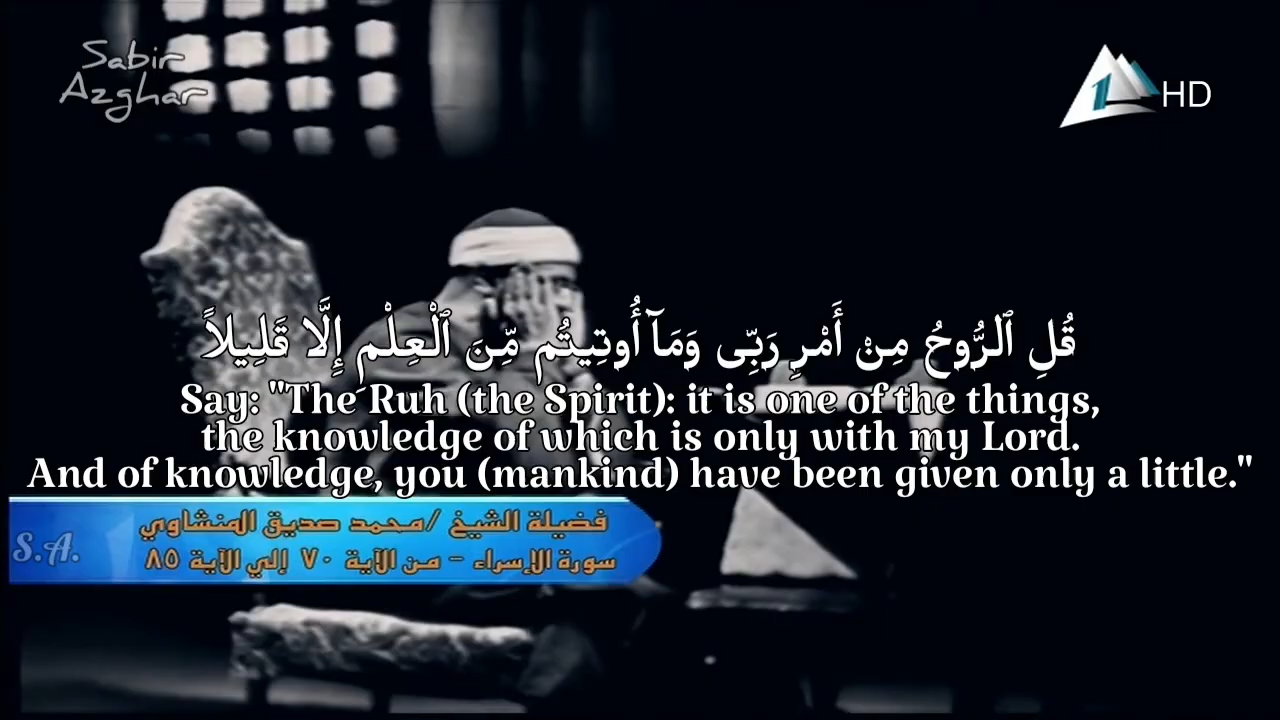 Sabir
Azghar
1 HD
قُلِ ٱلرُّوحُ مِنْ أَمْرِ رَبِّى وَمَآ أُوتِيتُم مِّنَ ٱلْعِلْمِ إِلَّا قَلِيلاً
Say: "The Ruh (the Spirit): it is one of the things,
the knowledge of which is only with my Lord.
And of knowledge, you (mankind) have been given only a little."
فضيلة الشيخ / محمد صديق المنشاوي
S.A.
سورة الإسراء - من الآية ٧٠ إلي الآية ٨٥